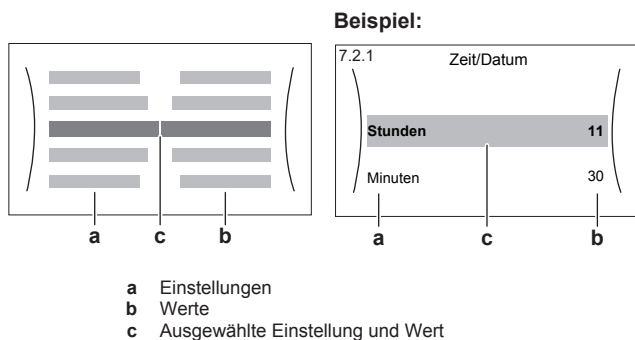 Beispiel:
7.2.1 Zeit/Datum
Stunden 11
Minuten 30
a c b
a c b
a Einstellungen
b Werte
c Ausgewählte Einstellung und Wert